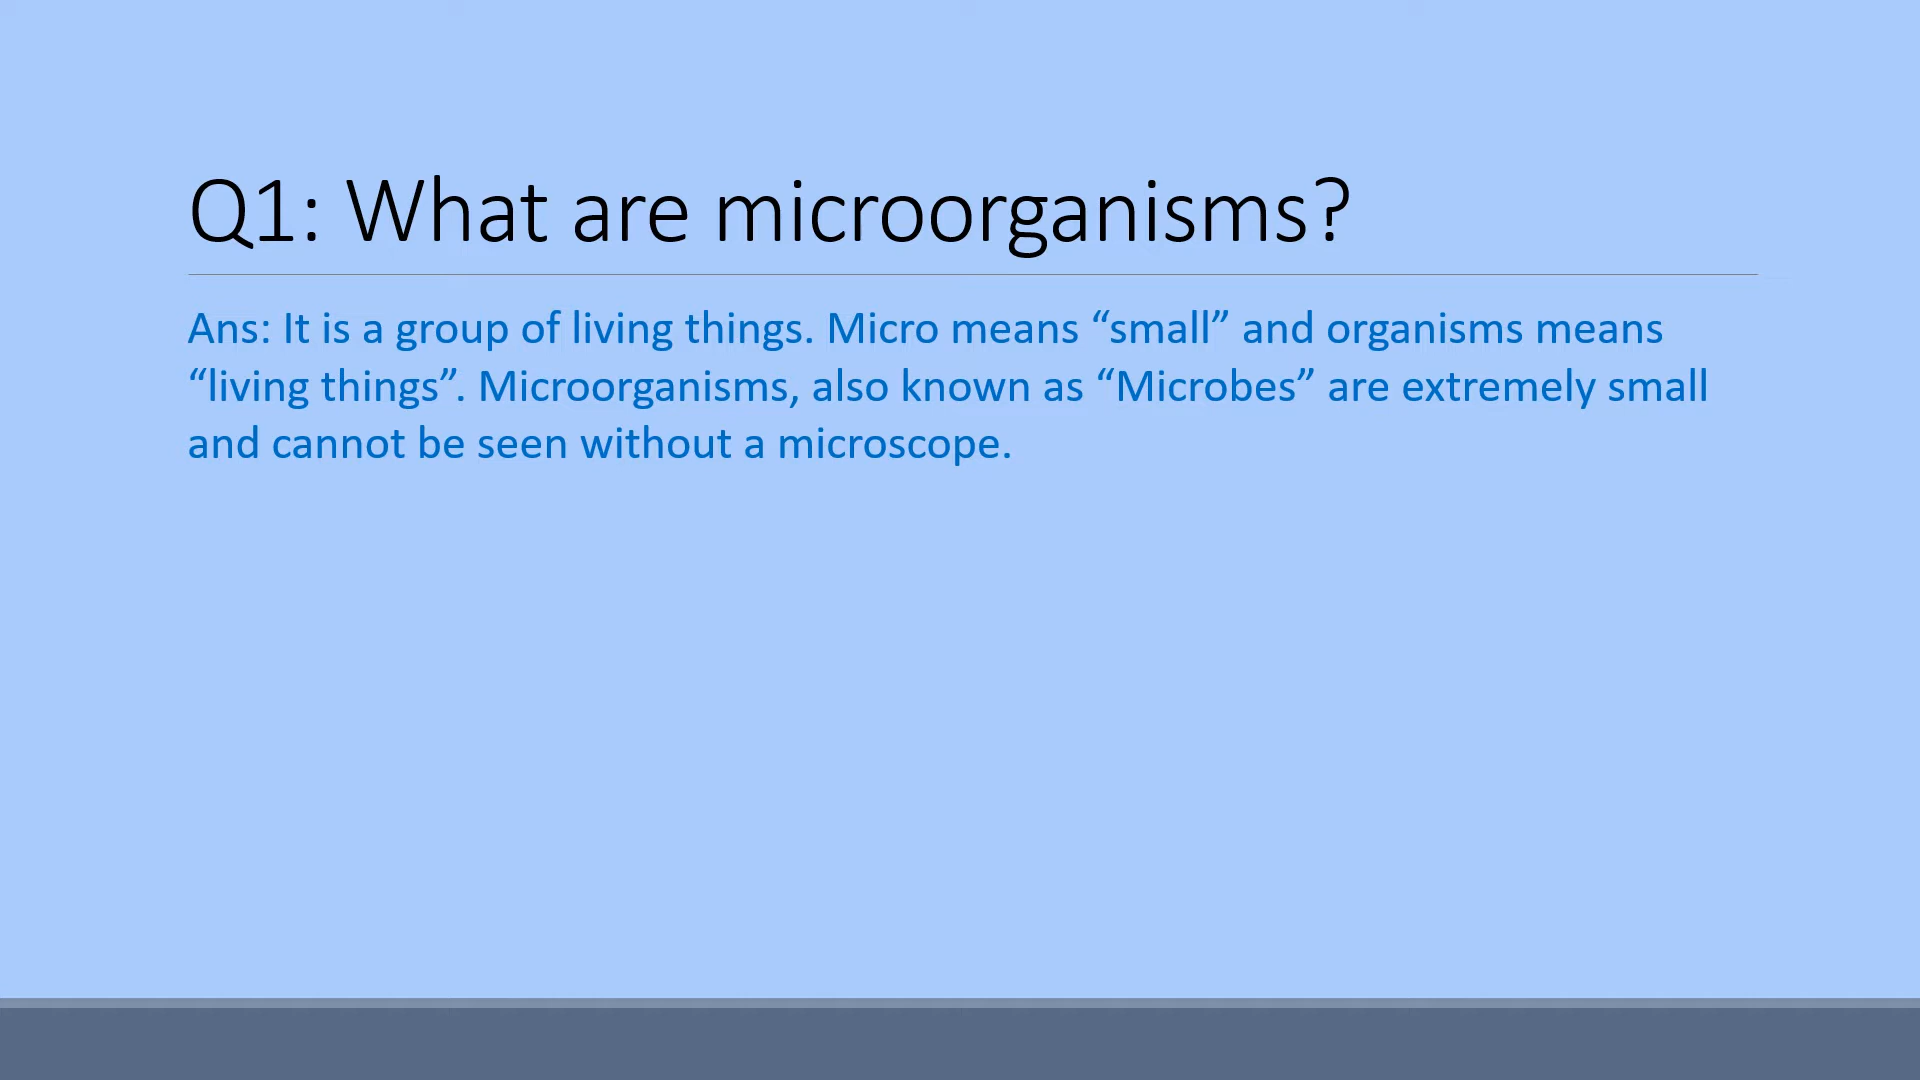 Q1: What are microorganisms?
Ans: It is a group of living things. Micro means “small” and organisms means
“living things”. Microorganisms, also known as “Microbes” are extremely small
and cannot be seen without a microscope.